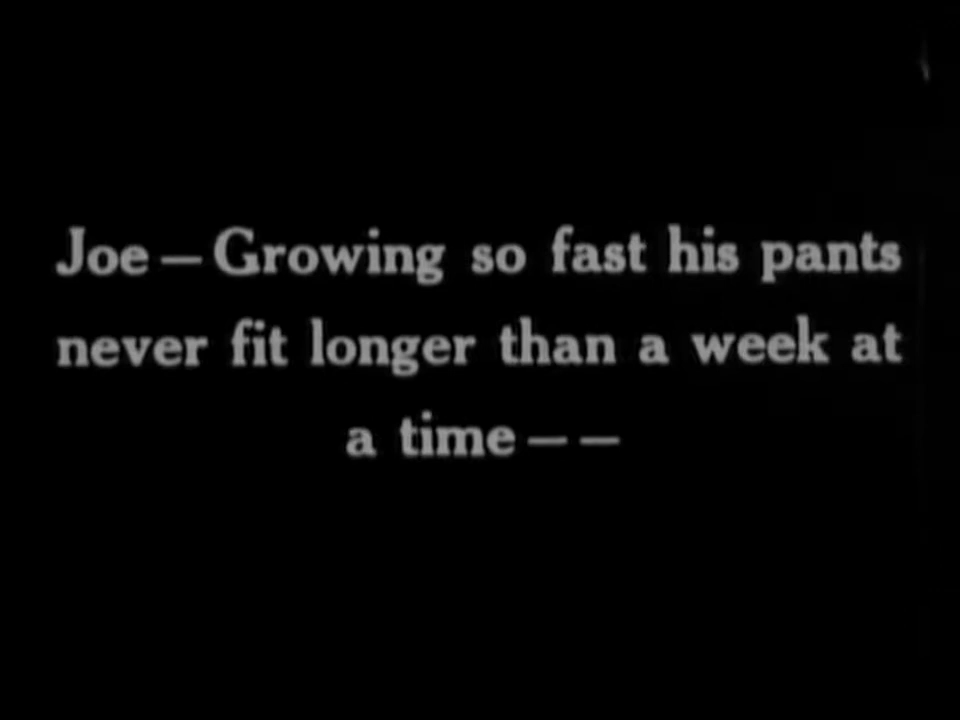 Joe — Growing so fast his pants
never fit longer than a week at
a time — —